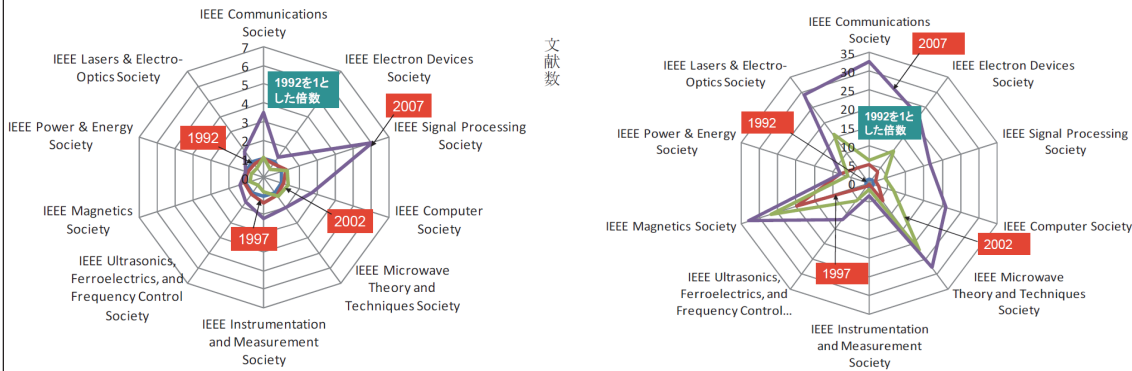 IEEE Communications
Society
7
6
5
4
3
2
1
0
IEEE Electron Devices
Society
IEEE Signal Processing
Society
IEEE Computer
Society
IEEE Microwave
Theory and
Techniques Society
IEEE Instrumentation
and Measurement
Society
IEEE Ultrasonics,
Ferroelectrics, and
Frequency Control
Society
IEEE Magnetics
Society
IEEE Power & Energy
Society
IEEE Lasers & Electro-
Optics Society
1992を1と
した倍数
2007
1992
2002
1997
文献数
IEEE Communications
Society
35
30
25
20
15
10
5
0
IEEE Electron Devices
Society
IEEE Signal Processing
Society
IEEE Computer Society
IEEE Microwave
Theory and
Techniques Society
IEEE Instrumentation
and Measurement
Society
IEEE Ultrasonics,
Ferroelectrics, and
Frequency Control...
IEEE Magnetics Society
IEEE Power & Energy
Society
IEEE Lasers & Electro-
Optics Society
2007
1992を1と
した倍数
1992
2002
1997